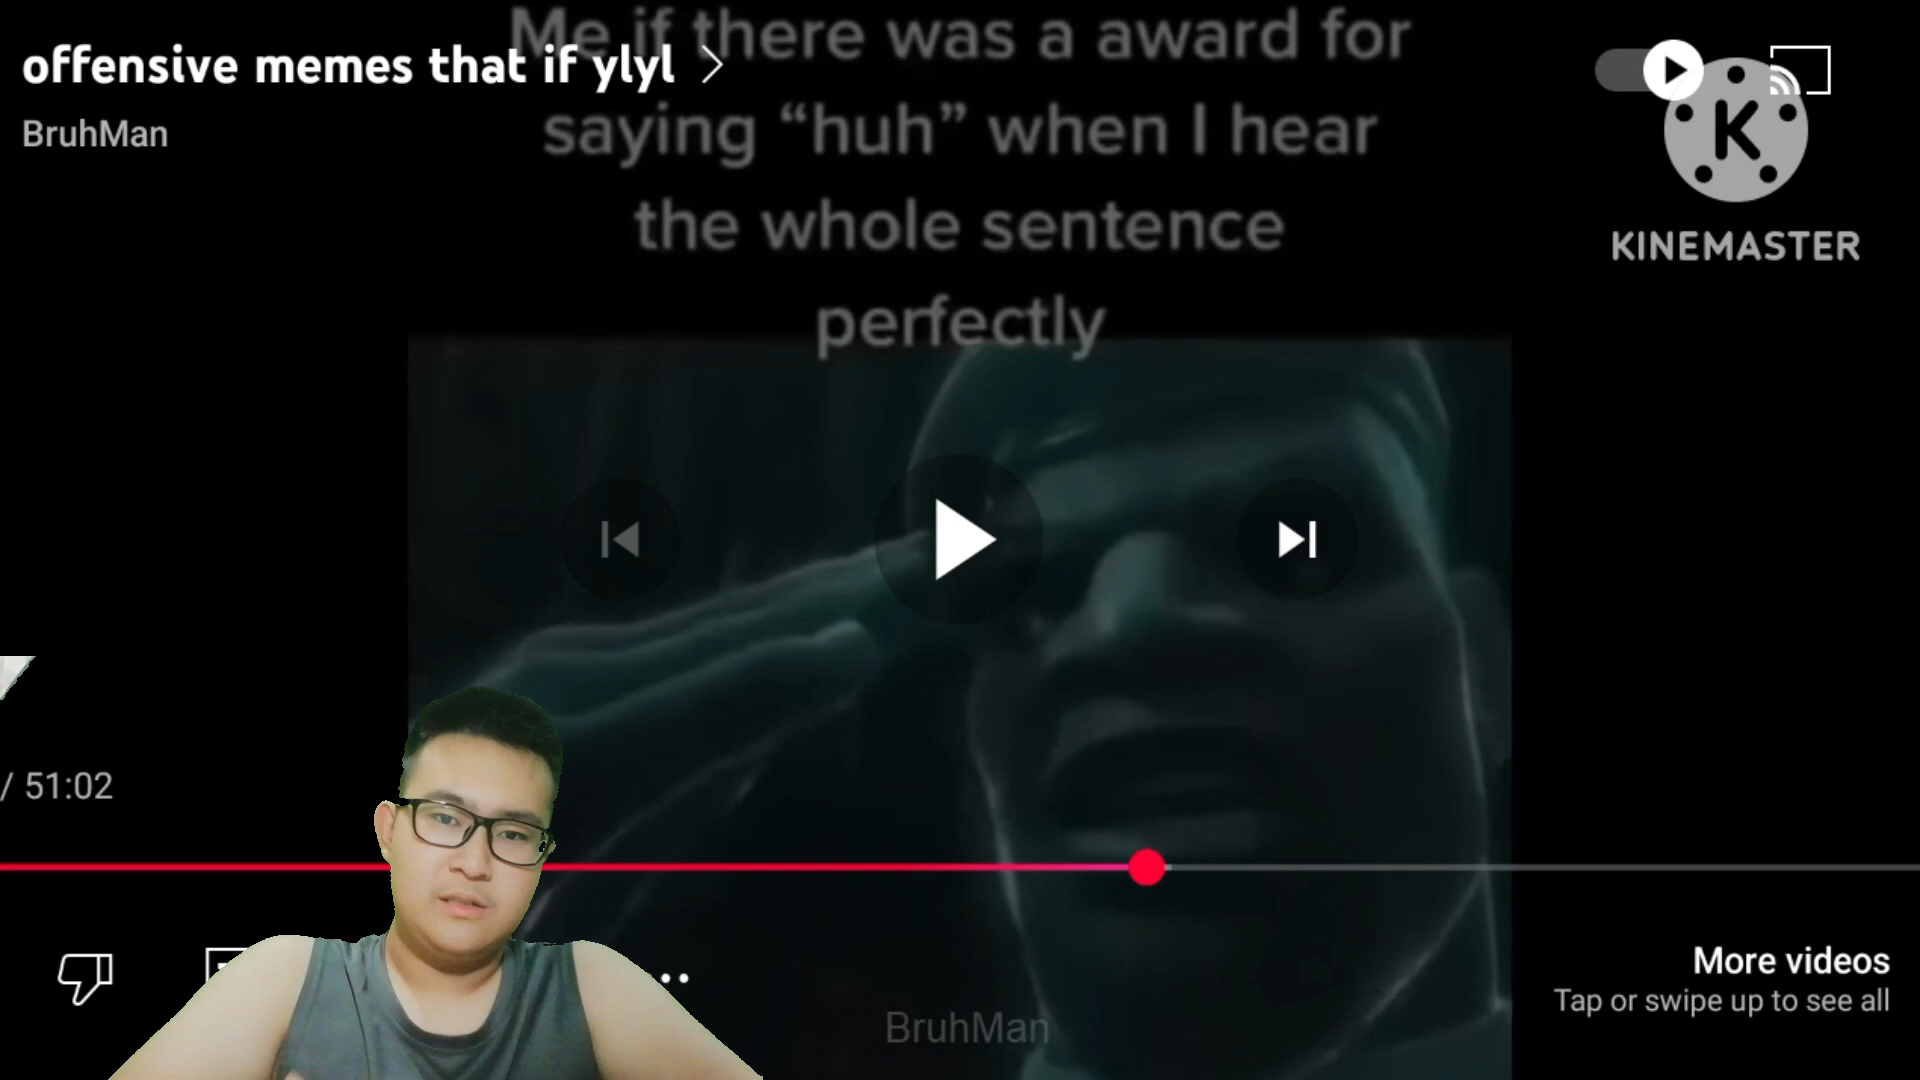 Me if there was a award for
offensive memes that if ylyl
BruhMan
saying “huh” when I hear
the whole sentence
perfectly
K
KINEMASTER
/ 51:02
More videos
Tap or swipe up to see all
BruhMan